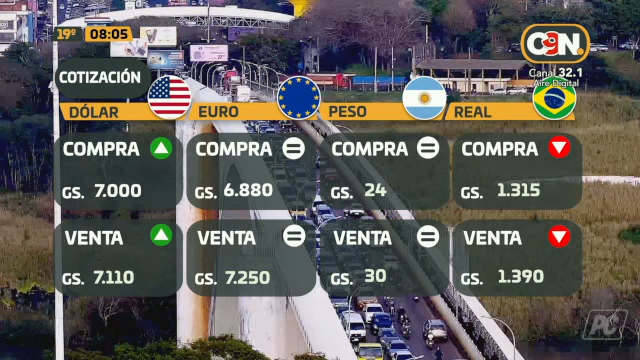 19º 08:05
C9N
Canal 32.1
Aire Digital
COTIZACIÓN
DÓLAR EURO PESO REAL
COMPRA COMPRA COMPRA COMPRA
GS. 7.000 GS. 6.880 GS. 24 GS. 1.315
VENTA VENTA VENTA VENTA
GS. 7.110 GS. 7.250 GS. 30 GS. 1.390
PC